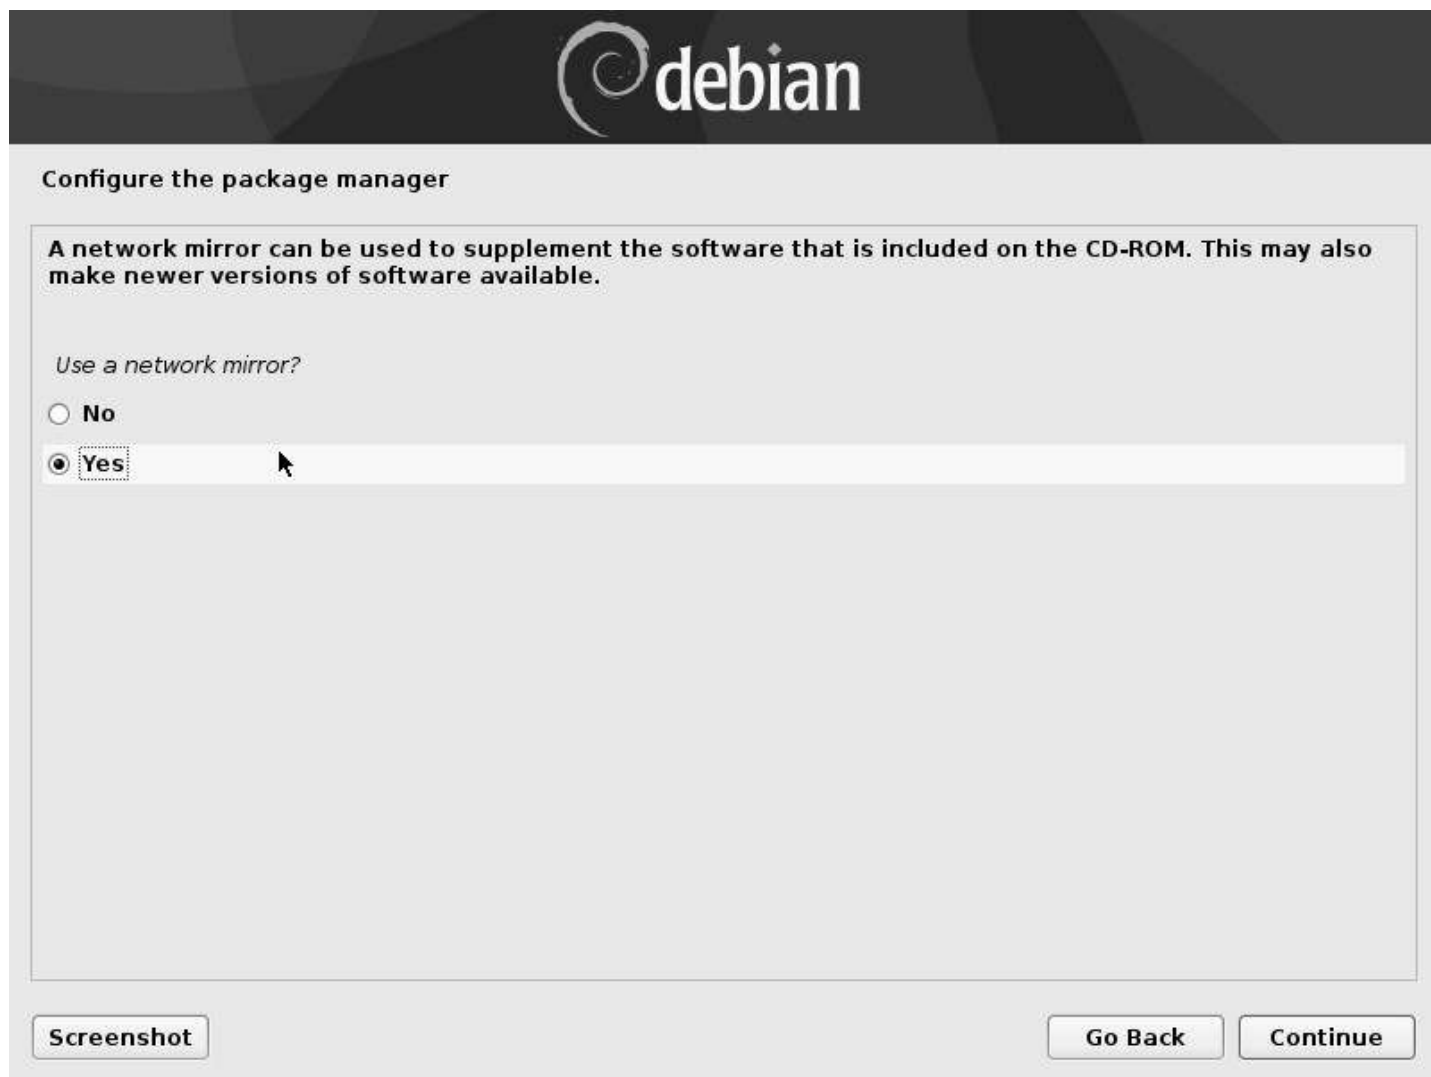 debian
Configure the package manager
A network mirror can be used to supplement the software that is included on the CD-ROM. This may also
make newer versions of software available.
Use a network mirror?
No
Yes
Screenshot
Go Back
Continue